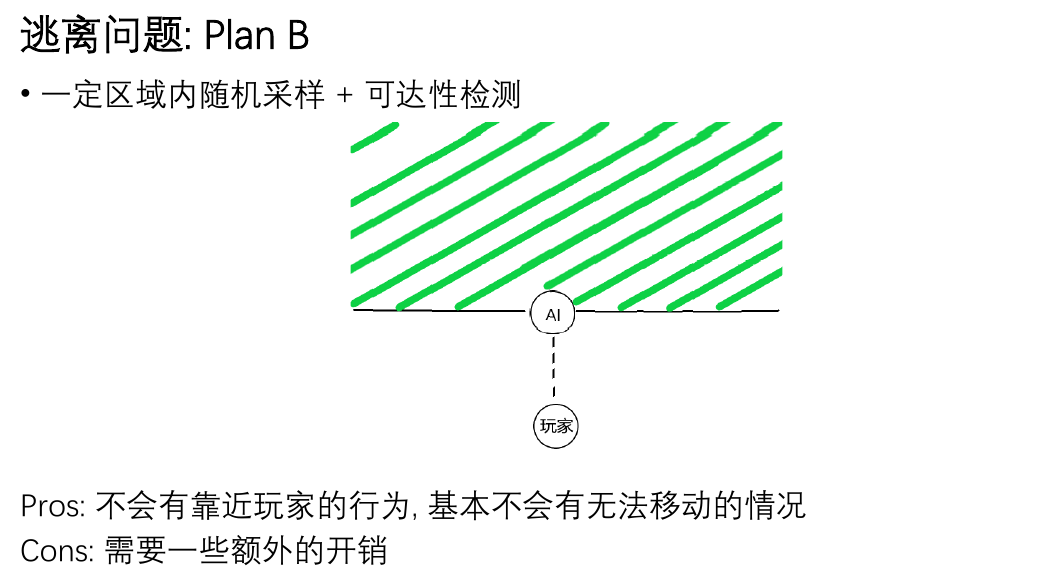 逃离问题: Plan B
• 一定区域内随机采样 + 可达性检测
AI
玩家
Pros: 不会有靠近玩家的行为, 基本不会有无法移动的情况
Cons: 需要一些额外的开销